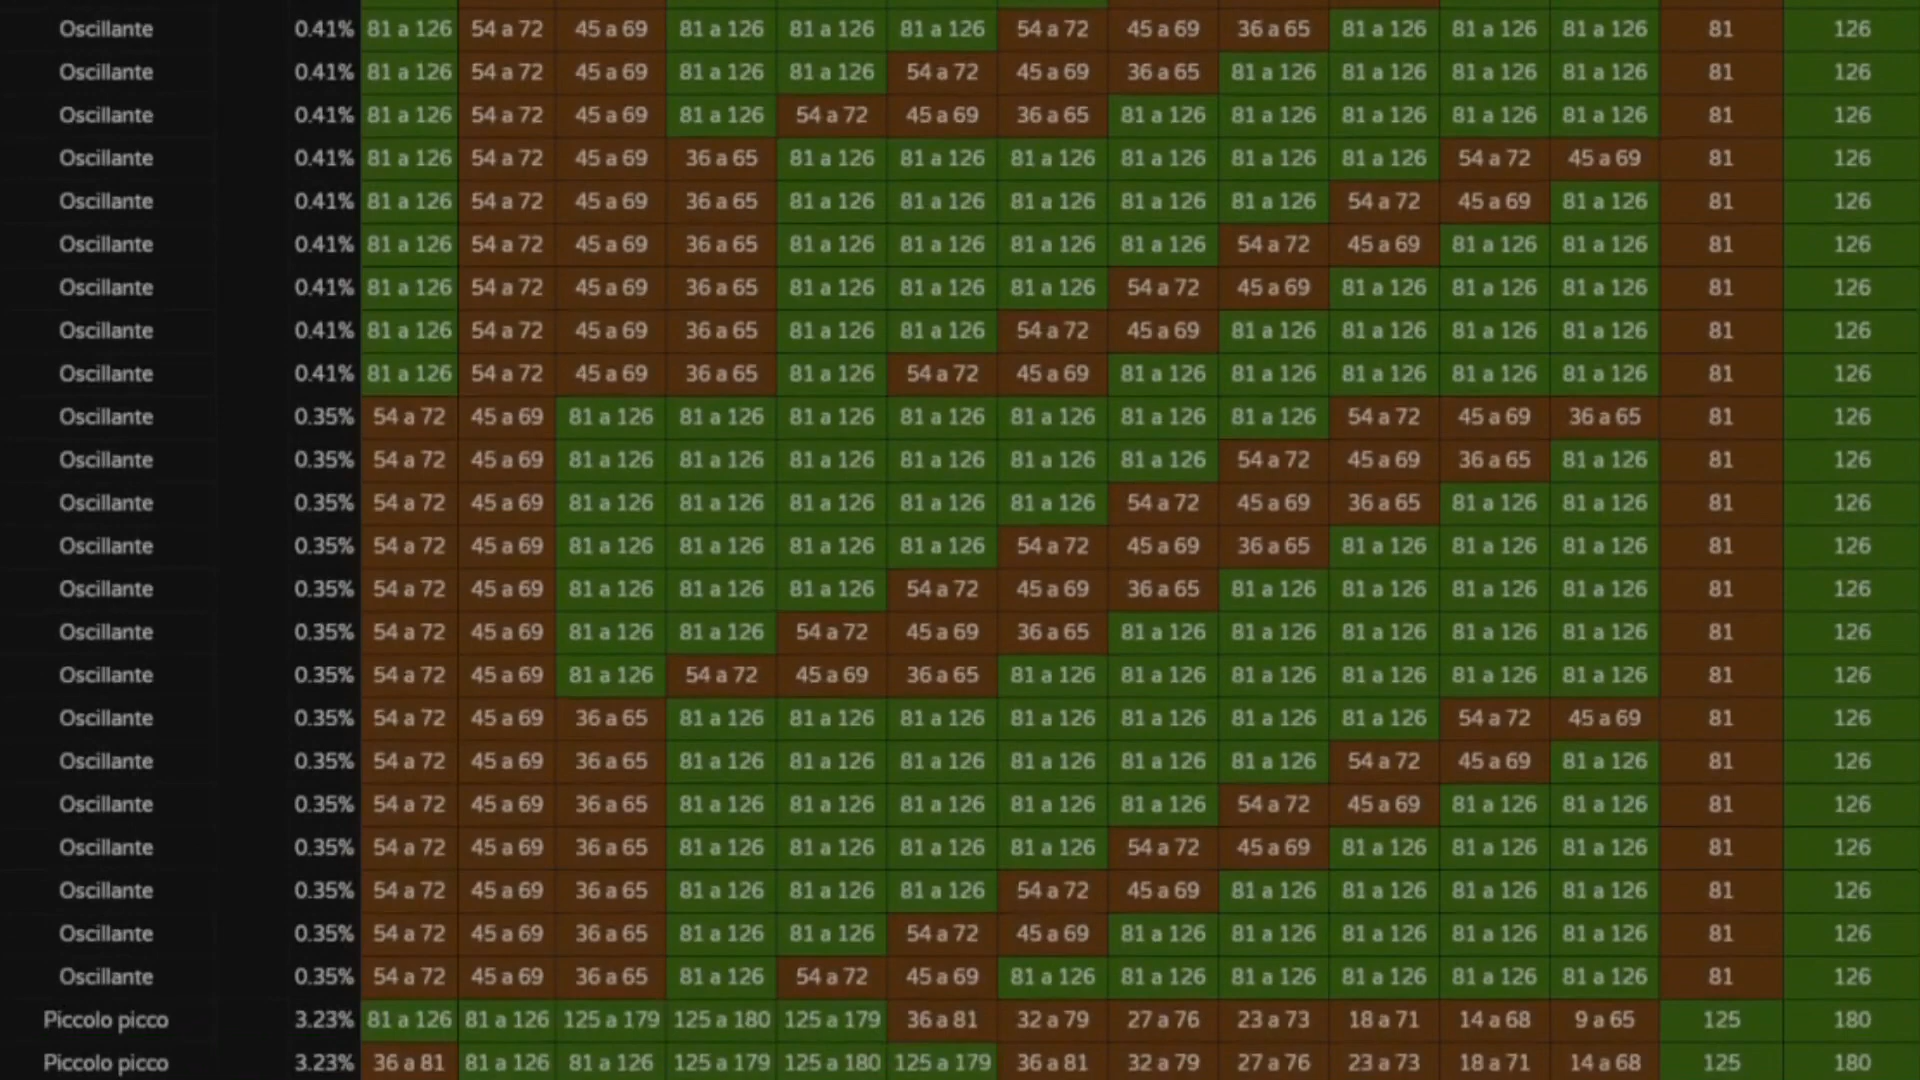 Oscillante 0.41% 81 a 126 54 a 72 45 a 69 81 a 126 81 a 126 81 a 126 54 a 72 45 a 69 36 a 65 81 a 126 81 a 126 81 a 126 81 126
Oscillante 0.41% 81 a 126 54 a 72 45 a 69 81 a 126 81 a 126 54 a 72 45 a 69 36 a 65 81 a 126 81 a 126 81 a 126 81 a 126 81 126
Oscillante 0.41% 81 a 126 54 a 72 45 a 69 81 a 126 54 a 72 45 a 69 36 a 65 81 a 126 81 a 126 81 a 126 81 a 126 81 a 126 81 126
Oscillante 0.41% 81 a 126 54 a 72 45 a 69 36 a 65 81 a 126 81 a 126 81 a 126 81 a 126 81 a 126 81 a 126 54 a 72 45 a 69 81 126
Oscillante 0.41% 81 a 126 54 a 72 45 a 69 36 a 65 81 a 126 81 a 126 81 a 126 81 a 126 81 a 126 54 a 72 45 a 69 81 a 126 81 126
Oscillante 0.41% 81 a 126 54 a 72 45 a 69 36 a 65 81 a 126 81 a 126 81 a 126 81 a 126 54 a 72 45 a 69 81 a 126 81 a 126 81 126
Oscillante 0.41% 81 a 126 54 a 72 45 a 69 36 a 65 81 a 126 81 a 126 81 a 126 54 a 72 45 a 69 81 a 126 81 a 126 81 a 126 81 126
Oscillante 0.41% 81 a 126 54 a 72 45 a 69 36 a 65 81 a 126 81 a 126 54 a 72 45 a 69 81 a 126 81 a 126 81 a 126 81 a 126 81 126
Oscillante 0.41% 81 a 126 54 a 72 45 a 69 36 a 65 81 a 126 54 a 72 45 a 69 81 a 126 81 a 126 81 a 126 81 a 126 81 a 126 81 126
Oscillante 0.35% 54 a 72 45 a 69 81 a 126 81 a 126 81 a 126 81 a 126 81 a 126 81 a 126 81 a 126 54 a 72 45 a 69 36 a 65 81 126
Oscillante 0.35% 54 a 72 45 a 69 81 a 126 81 a 126 81 a 126 81 a 126 81 a 126 81 a 126 54 a 72 45 a 69 36 a 65 81 a 126 81 126
Oscillante 0.35% 54 a 72 45 a 69 81 a 126 81 a 126 81 a 126 81 a 126 81 a 126 54 a 72 45 a 69 36 a 65 81 a 126 81 a 126 81 126
Oscillante 0.35% 54 a 72 45 a 69 81 a 126 81 a 126 81 a 126 81 a 126 54 a 72 45 a 69 36 a 65 81 a 126 81 a 126 81 a 126 81 126
Oscillante 0.35% 54 a 72 45 a 69 81 a 126 81 a 126 81 a 126 54 a 72 45 a 69 36 a 65 81 a 126 81 a 126 81 a 126 81 a 126 81 126
Oscillante 0.35% 54 a 72 45 a 69 81 a 126 81 a 126 54 a 72 45 a 69 36 a 65 81 a 126 81 a 126 81 a 126 81 a 126 81 a 126 81 126
Oscillante 0.35% 54 a 72 45 a 69 81 a 126 54 a 72 45 a 69 36 a 65 81 a 126 81 a 126 81 a 126 81 a 126 81 a 126 81 a 126 81 126
Oscillante 0.35% 54 a 72 45 a 69 36 a 65 81 a 126 81 a 126 81 a 126 81 a 126 81 a 126 81 a 126 81 a 126 54 a 72 45 a 69 81 126
Oscillante 0.35% 54 a 72 45 a 69 36 a 65 81 a 126 81 a 126 81 a 126 81 a 126 81 a 126 81 a 126 54 a 72 45 a 69 81 a 126 81 126
Oscillante 0.35% 54 a 72 45 a 69 36 a 65 81 a 126 81 a 126 81 a 126 81 a 126 81 a 126 54 a 72 45 a 69 81 a 126 81 a 126 81 126
Oscillante 0.35% 54 a 72 45 a 69 36 a 65 81 a 126 81 a 126 81 a 126 81 a 126 54 a 72 45 a 69 81 a 126 81 a 126 81 a 126 81 126
Oscillante 0.35% 54 a 72 45 a 69 36 a 65 81 a 126 81 a 126 81 a 126 54 a 72 45 a 69 81 a 126 81 a 126 81 a 126 81 a 126 81 126
Oscillante 0.35% 54 a 72 45 a 69 36 a 65 81 a 126 81 a 126 54 a 72 45 a 69 81 a 126 81 a 126 81 a 126 81 a 126 81 a 126 81 126
Oscillante 0.35% 54 a 72 45 a 69 36 a 65 81 a 126 54 a 72 45 a 69 81 a 126 81 a 126 81 a 126 81 a 126 81 a 126 81 a 126 81 126
Piccolo picco 3.23% 81 a 126 81 a 126 125 a 179 125 a 180 125 a 179 36 a 81 32 a 79 27 a 76 23 a 73 18 a 71 14 a 68 9 a 65 125 180
Piccolo picco 3.23% 36 a 81 81 a 126 81 a 126 125 a 179 125 a 180 125 a 179 36 a 81 32 a 79 27 a 76 23 a 73 18 a 71 14 a 68 125 180